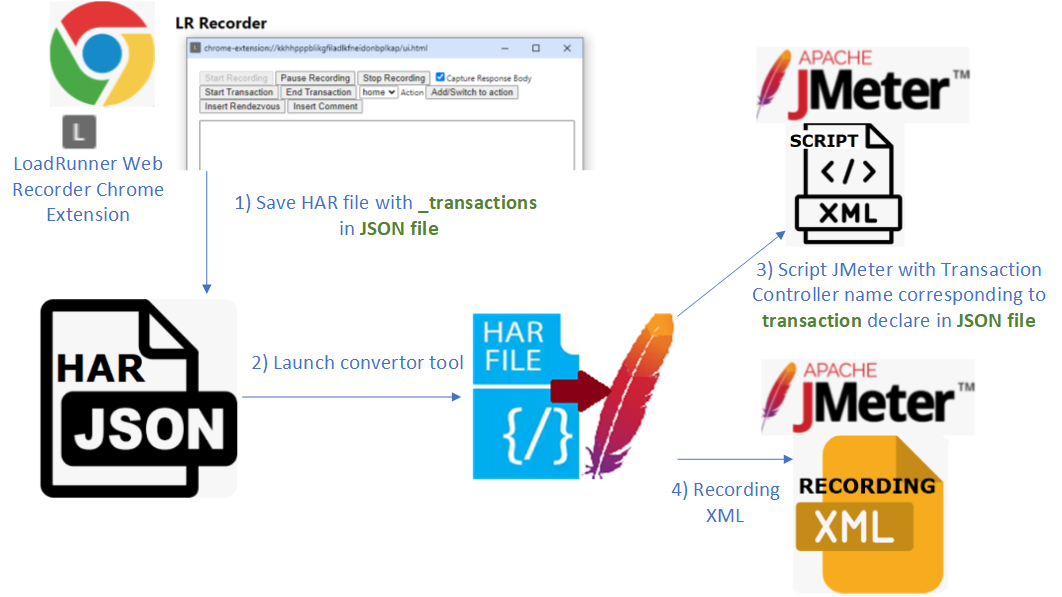 LR Recorder
L chrome-extension://kkhhpppblikgfiladlkfneidonbplkap/ui.html
Start Recording Pause Recording Stop Recording Capture Response Body
Start Transaction End Transaction home Action Add/Switch to action
Insert Rendezvous Insert Comment
L
LoadRunner Web
Recorder Chrome
Extension
1) Save HAR file with _transactions
in JSON file
HAR
JSON
2) Launch convertor tool
HAR
FILE
{/}
APACHE
JMeter™
SCRIPT
</>
XML
3) Script JMeter with Transaction
Controller name corresponding to
transaction declare in JSON file
APACHE
JMeter™
4) Recording
XML
RECORDING
XML